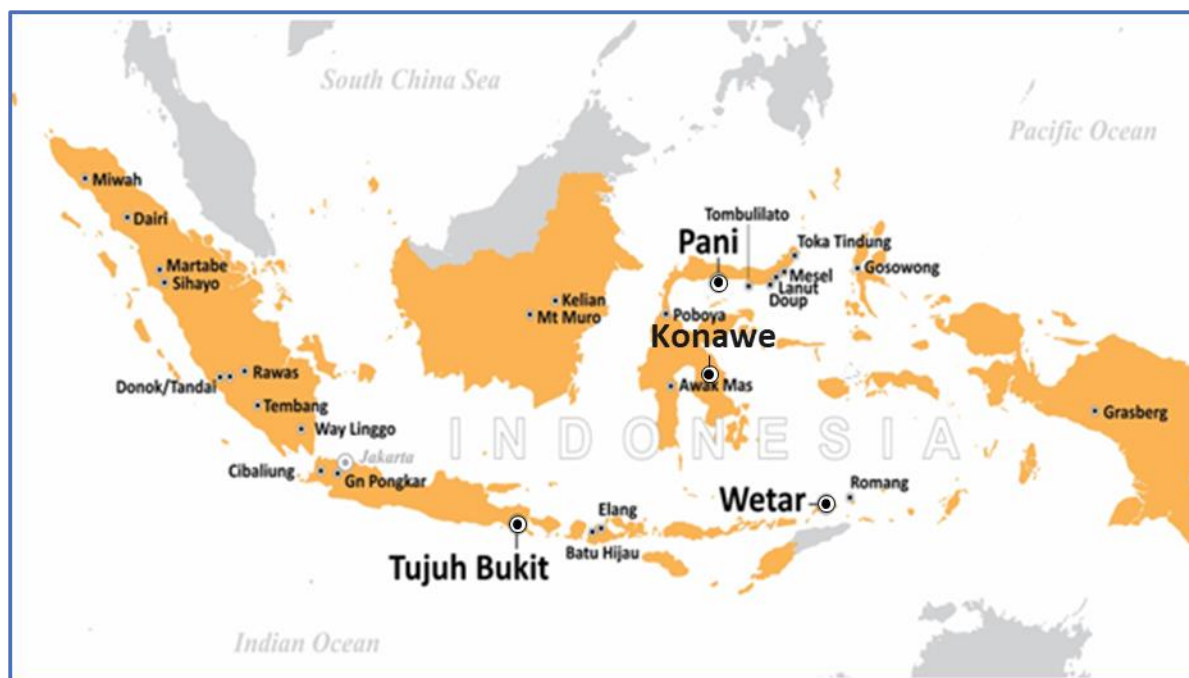 South China Sea
Pacific Ocean
Miwah
Dairi
Martabe
Sihayo
Tombulilato
Toka Tindung
Pani
Mesel
Gosowong
Lanut
Doup
Kelian
Mt Muro
Poboya
Konawe
Donok/Tandai
Rawas
Awak Mas
Tembang
Grasberg
Way Linggo
INDONESIA
Jakarta
Cibaliung
Gn Pongkar
Wetar
Romang
Elang
Batu Hijau
Tujuh Bukit
Indian Ocean